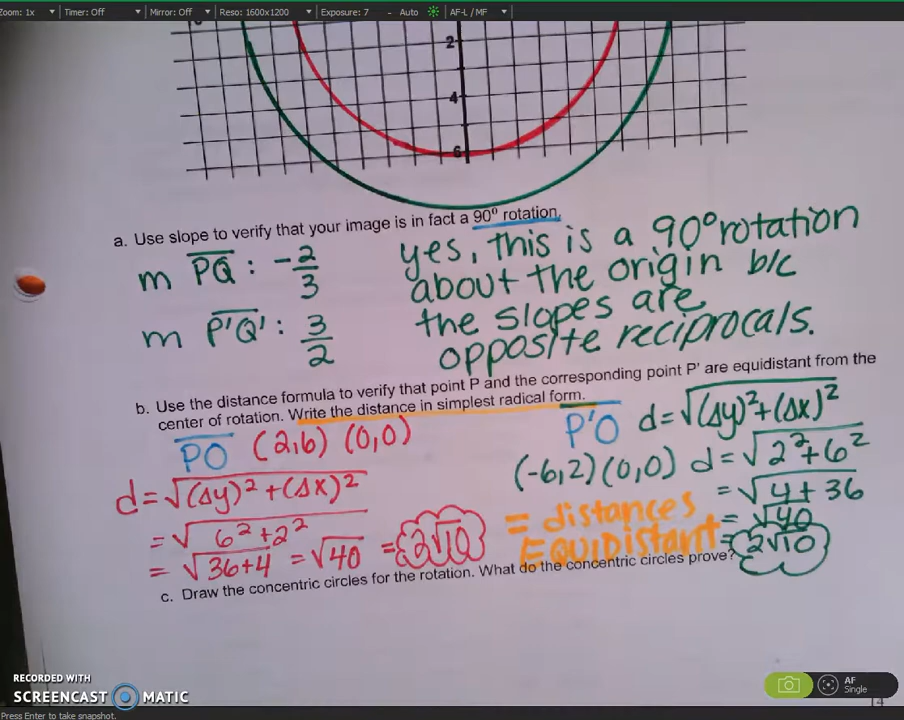 Zoom: 1x Timer: Off Mirror: Off Reso: 1600x1200 Exposure: 7 - Auto AF-L / MF
2
4
6
a. Use slope to verify that your image is in fact a 90° rotation.
m PQ : -2/3
m P'Q' : 3/2
yes, this is a 90° rotation
about the origin b/c
the slopes are
opposite reciprocals.
b. Use the distance formula to verify that point P and the corresponding point P' are equidistant from the
center of rotation. Write the distance in simplest radical form.
PO (2,6) (0,0)
d=√(Δy)²+(Δx)²
=√6²+2²
=√36+4 =√40 =2√10
P'O d=√(Δy)²+(Δx)²
(-6,2)(0,0) d=√2²+6²
=√4+36
=√40
=2√10
= distances
Equidistant
c. Draw the concentric circles for the rotation. What do the concentric circles prove?
RECORDED WITH
SCREENCAST MATIC
AF
Single
14
Press Enter to take snapshot.